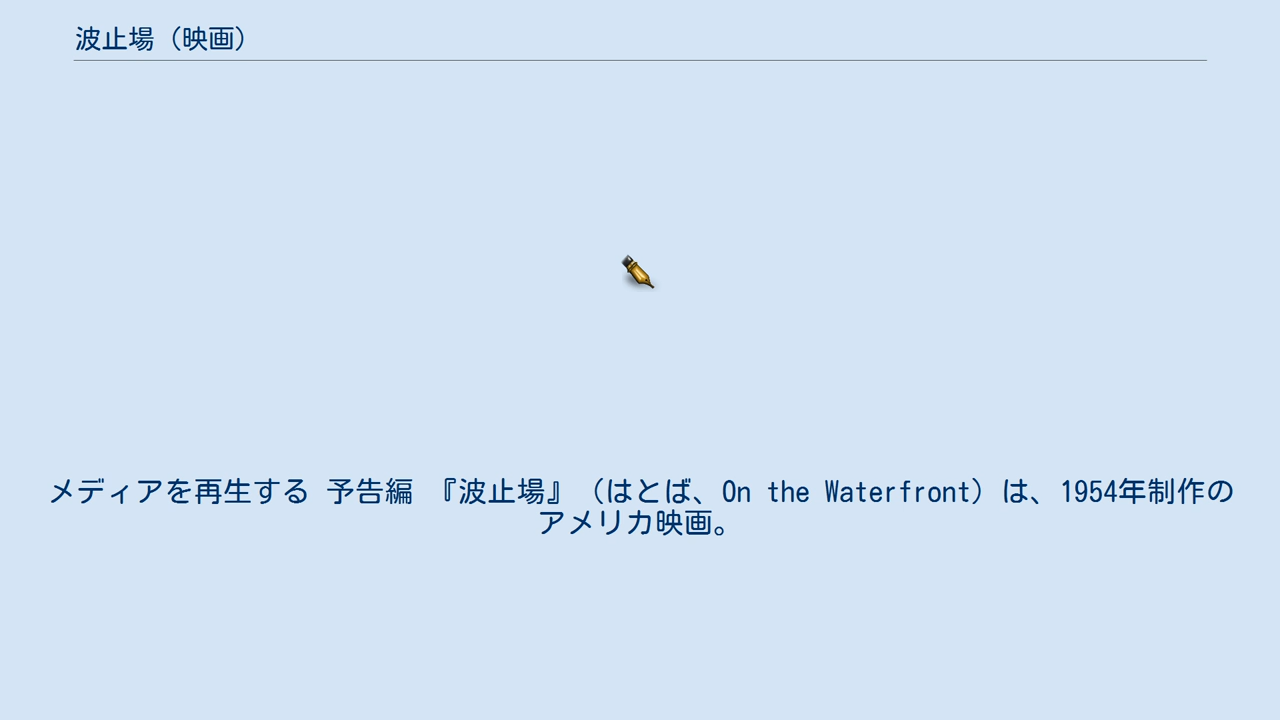 波止場（映画）
メディアを再生する 予告編 『波止場』（はとば、On the Waterfront）は、1954年制作の
アメリカ映画。